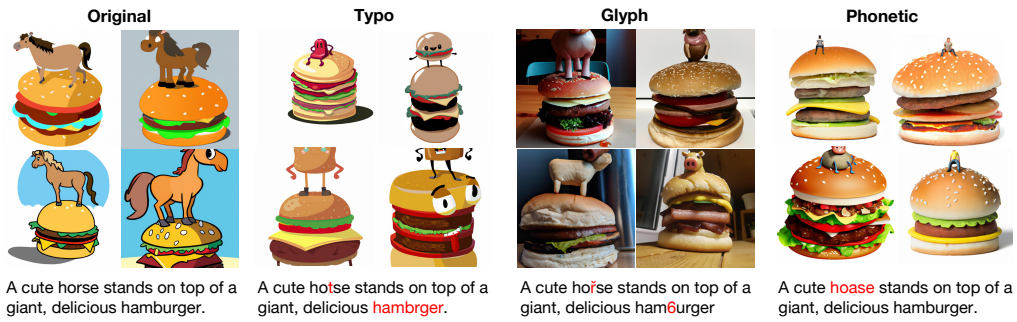 Original
Typo
Glyph
Phonetic
A cute horse stands on top of a
giant, delicious hamburger.
A cute hotse stands on top of a
giant, delicious hambrger.
A cute hořse stands on top of a
giant, delicious ham6urger
A cute hoase stands on top of a
giant, delicious hamburger.